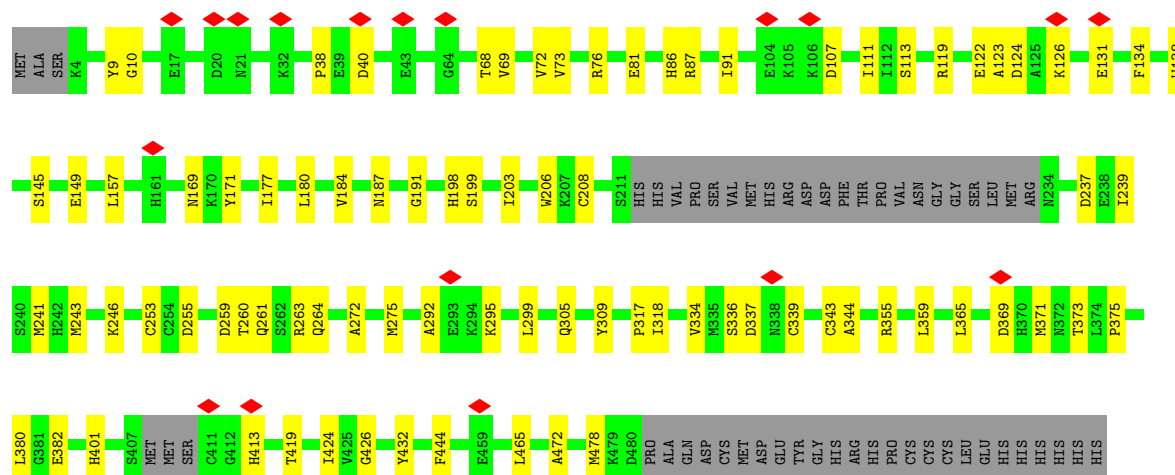 MET ALA SER K4 Y9 G10 E17 D20 N21 K32 P38 E39 D40 E43 G64 T68 V69 V72 V73 R76 E81 H86 R87 I91 E104 K105 K106 D107 I111 I112 S113 R119 E122 A123 D124 A125 K126 E131 F134
S145 E149 L157 H161 N169 K170 Y171 I177 L180 V184 N187 G191 H198 S199 I203 W206 K207 C208 S211 HIS HIS VAL PRO SER VAL MET HIS ARG ASP ASP PHE THR PRO VAL ASN GLY GLY SER LEU MET ARG N234 D237 E238 I239
S240 M241 H242 M243 K246 C253 C254 D255 D259 T260 Q261 S262 R263 Q264 A272 M275 A292 E293 K294 K295 L299 Q305 Y309 P317 I318 V334 M335 S336 D337 N338 C339 C343 A344 R355 L359 L365 D369 H370 M371 N372 T373 L374 P375
L380 G381 E382 H401 S407 MET MET SER C411 G412 H413 T419 I424 V425 G426 Y432 F444 E459 L465 A472 M478 K479 D480 PRO ALA GLN ASP CYS MET ASP GLU TYR GLY HIS ARG HIS PRO CYS CYS CYS LEU GLU HIS HIS HIS HIS HIS HIS